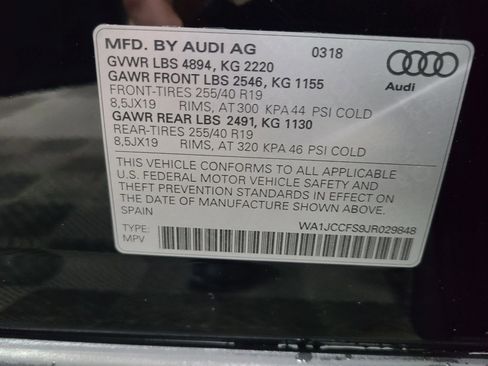 MFD. BY AUDI AG 0318
GVWR LBS 4894, KG 2220
GAWR FRONT LBS 2546, KG 1155
FRONT-TIRES 255/40 R19
8,5JX19 RIMS, AT 300 KPA 44 PSI COLD
GAWR REAR LBS 2491, KG 1130
REAR-TIRES 255/40 R19
8,5JX19 RIMS, AT 320 KPA 46 PSI COLD
THIS VEHICLE CONFORMS TO ALL APPLICABLE
U.S. FEDERAL MOTOR VEHICLE SAFETY AND
THEFT PREVENTION STANDARDS IN EFFECT ON
THE DATE OF MANUFACTURE SHOWN ABOVE.
SPAIN
TYPE: WA1JCCFS9JR029848
MPV
Audi